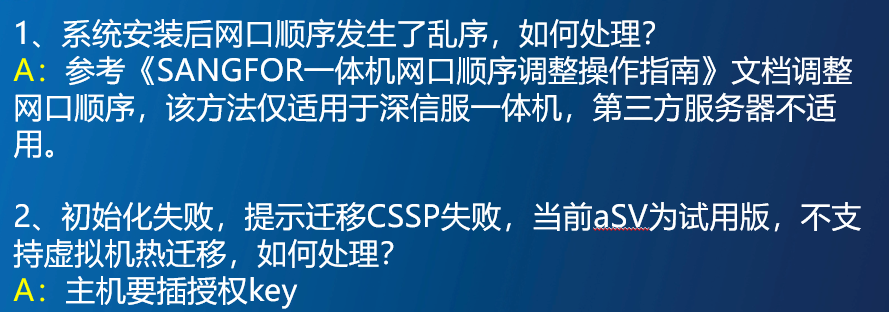 1、系统安装后网口顺序发生了乱序，如何处理？
A：参考《SANGFOR一体机网口顺序调整操作指南》文档调整
网口顺序，该方法仅适用于深信服一体机，第三方服务器不适
用。
2、初始化失败，提示迁移CSSP失败，当前aSV为试用版，不支
持虚拟机热迁移，如何处理？
A：主机要插授权key